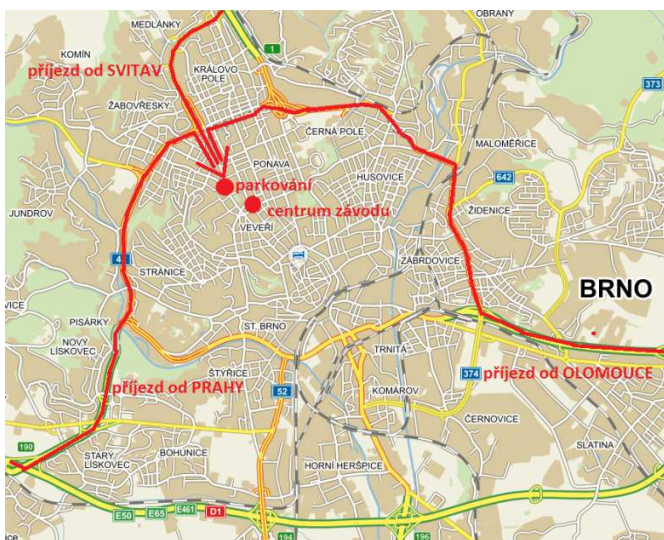 MEDLÁNKY
OBŘANY
1
KOMÍN
KRÁLOVO
POLE
příjezd od SVITAV
373
ŽABOVŘESKY
ČERNÁ POLE
MALOMĚŘICE
PONAVA
HUSOVICE
642
parkování
JUNDROV
centrum závodu
ŽIDENICE
VEVEŘÍ
42
STRÁNICE
ZÁBRDOVICE
BRNO
PISÁRKY
ST. BRNO
NOVÝ
LÍSKOVEC
TRNITÁ
ŠTÝŘICE
příjezd od PRAHY
374
příjezd od OLOMOUCE
52
KOMÁROV
ČERNOVICE
190
STARÝ
LÍSKOVEC
BOHUNICE
SLATINA
HORNÍ HERŠPICE
E50
E65
E461
D1
194
196